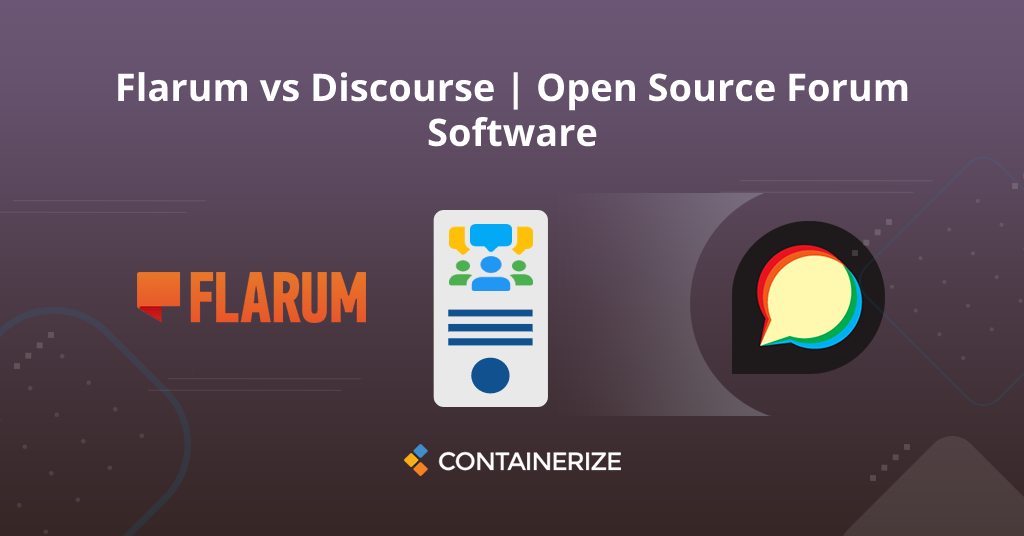 Flarum vs Discourse | Open Source Forum
Software
FLARUM
CONTAINERIZE